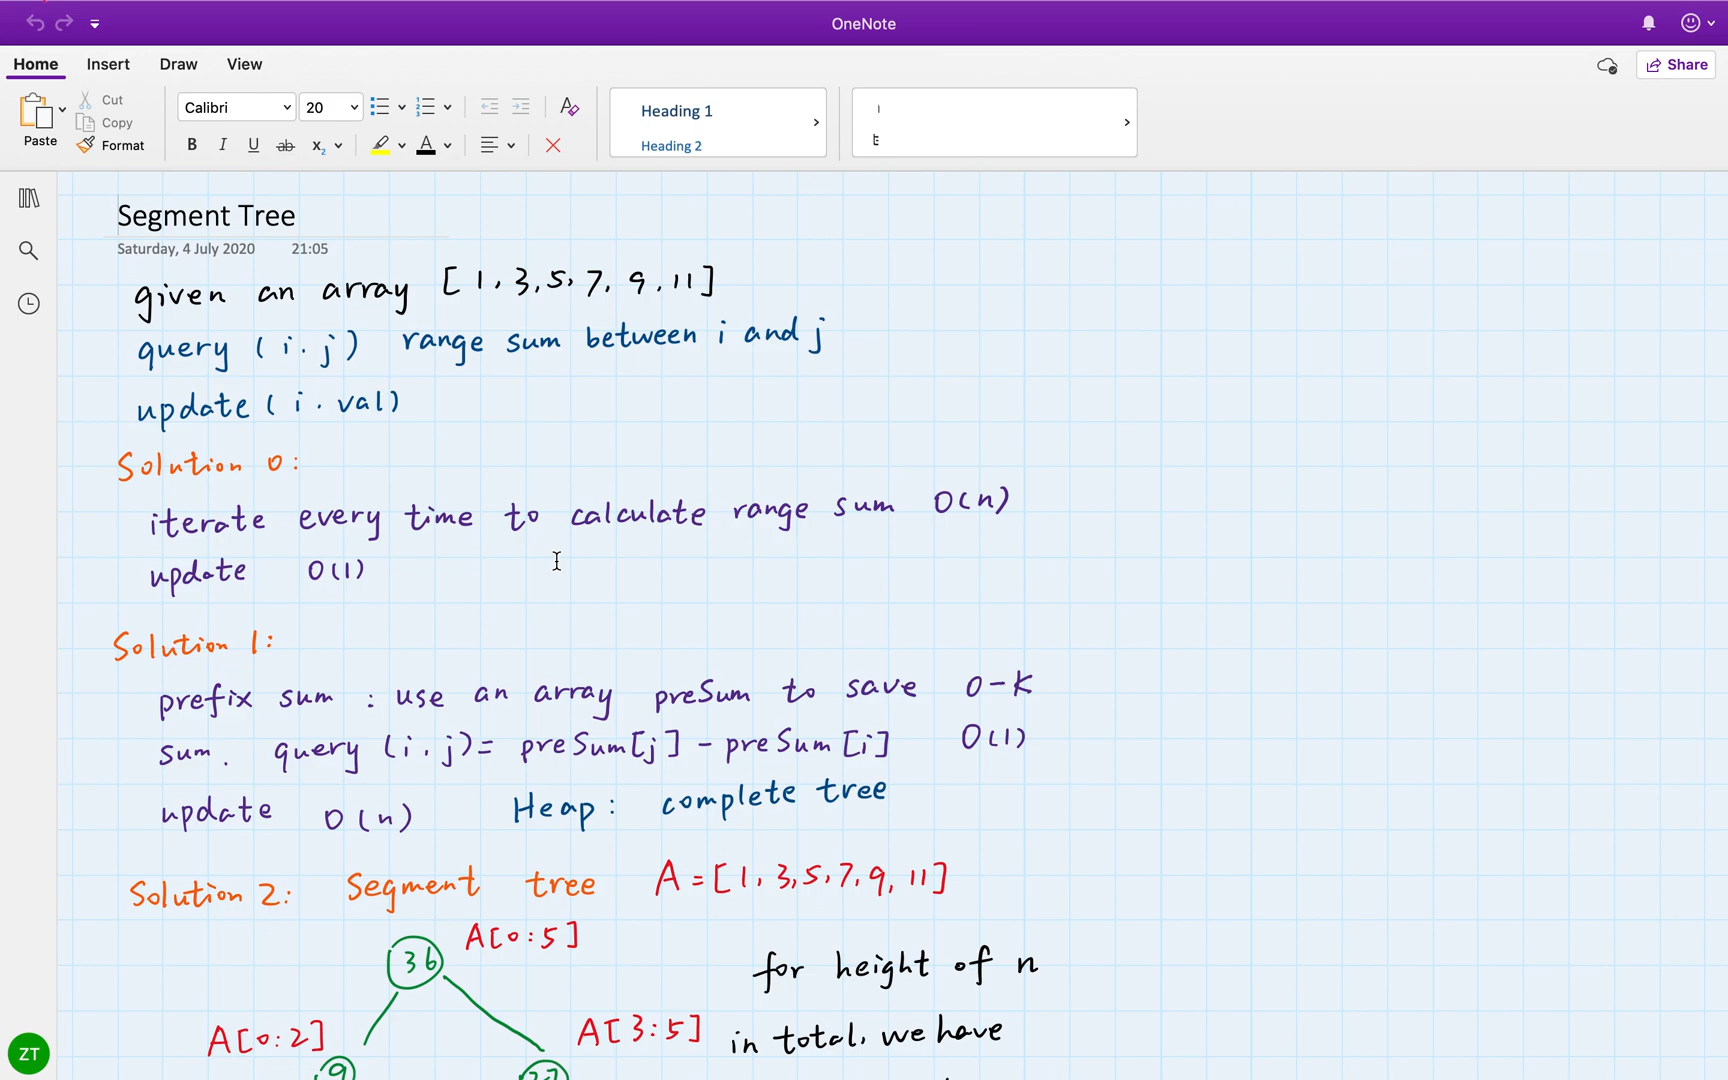 OneNote
Home Insert Draw View
Share
Paste
Cut
Copy
Format
Calibri 20
B I U ab x₂ A
Heading 1
Heading 2
Segment Tree
Saturday, 4 July 2020 21:05
given an array [1, 3, 5, 7, 9, 11]
query (i. j) range sum between i and j
update (i. val)
Solution 0:
iterate every time to calculate range sum O(n)
update O(1)
Solution 1:
prefix sum : use an array preSum to save 0-K
sum. query (i. j)= preSum[j] - preSum[i] O(1)
update O(n) Heap: complete tree
Solution 2: Segment tree A=[1, 3, 5, 7, 9, 11]
36 A[0:5]
for height of n
A[0:2] A[3:5] in total, we have
9 27
ZT